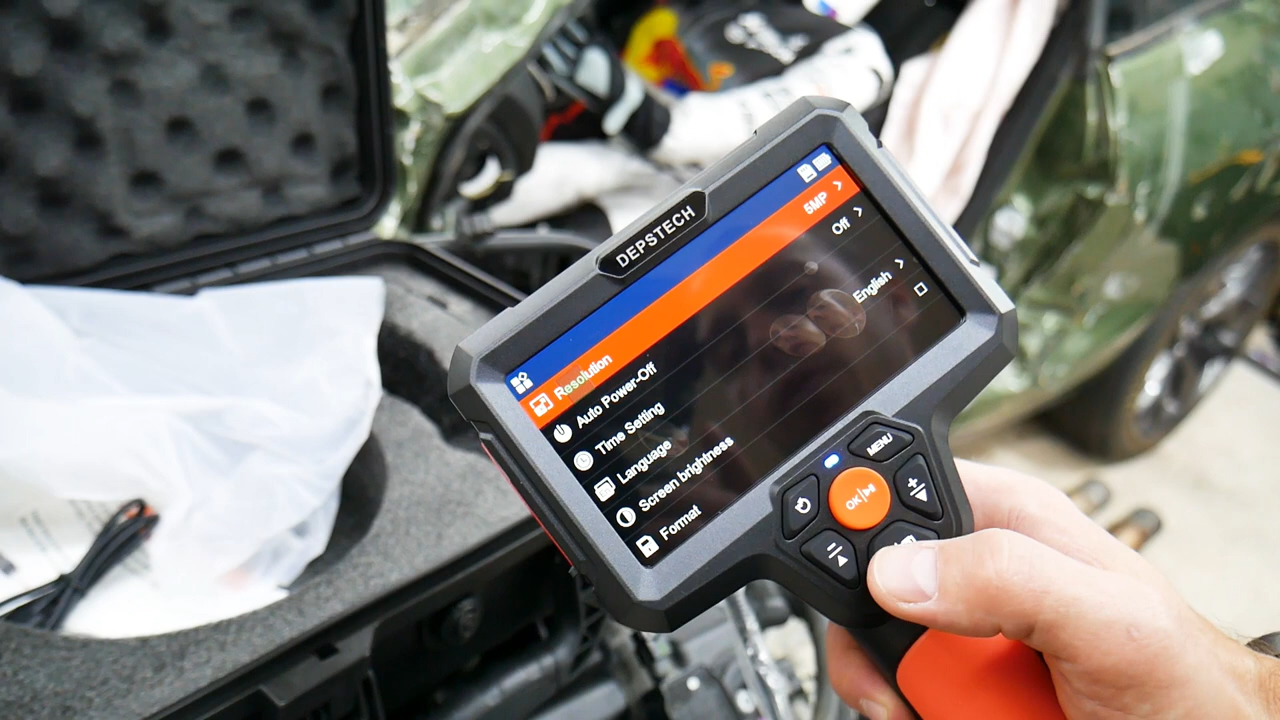 DEPSTECH
Resolution 5MP
Auto Power-Off Off
Time Setting
Language English
Screen brightness
Format
MENU
OK